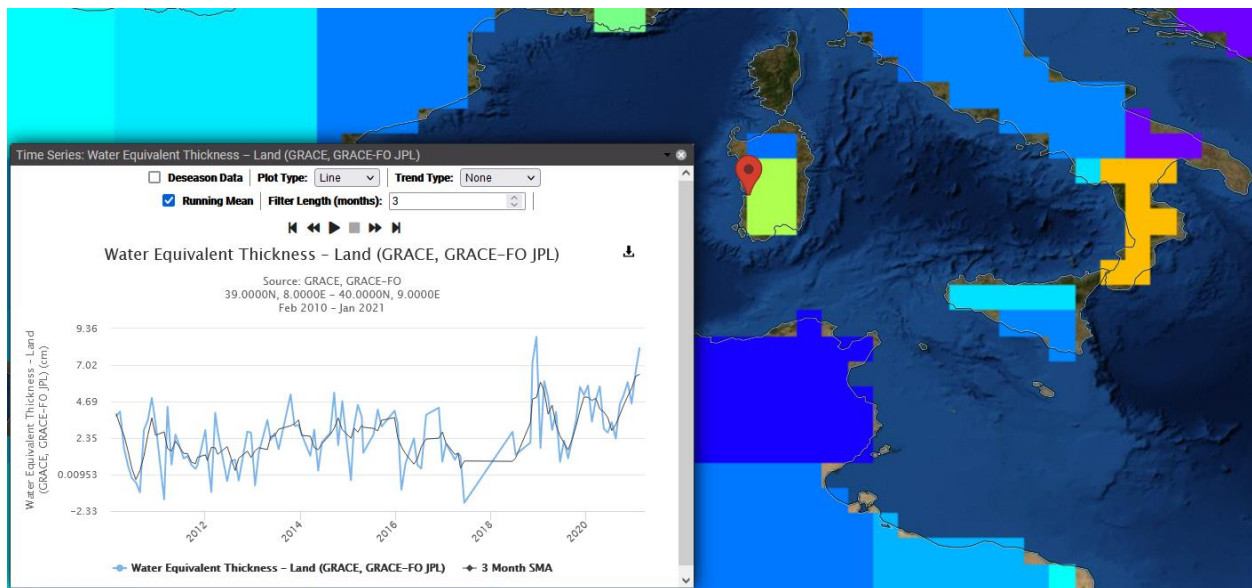 Time Series: Water Equivalent Thickness – Land (GRACE, GRACE-FO JPL)
Deseason Data Plot Type: Line Trend Type: None
Running Mean Filter Length (months): 3
Water Equivalent Thickness – Land (GRACE, GRACE-FO JPL)
Source: GRACE, GRACE-FO
39.0000N, 8.0000E – 40.0000N, 9.0000E
Feb 2010 – Jan 2021
Water Equivalent Thickness – Land
(GRACE, GRACE-FO JPL) (cm)
9.36
7.02
4.69
2.35
0.00953
-2.33
2012
2014
2016
2018
2020
Water Equivalent Thickness – Land (GRACE, GRACE-FO JPL) 3 Month SMA